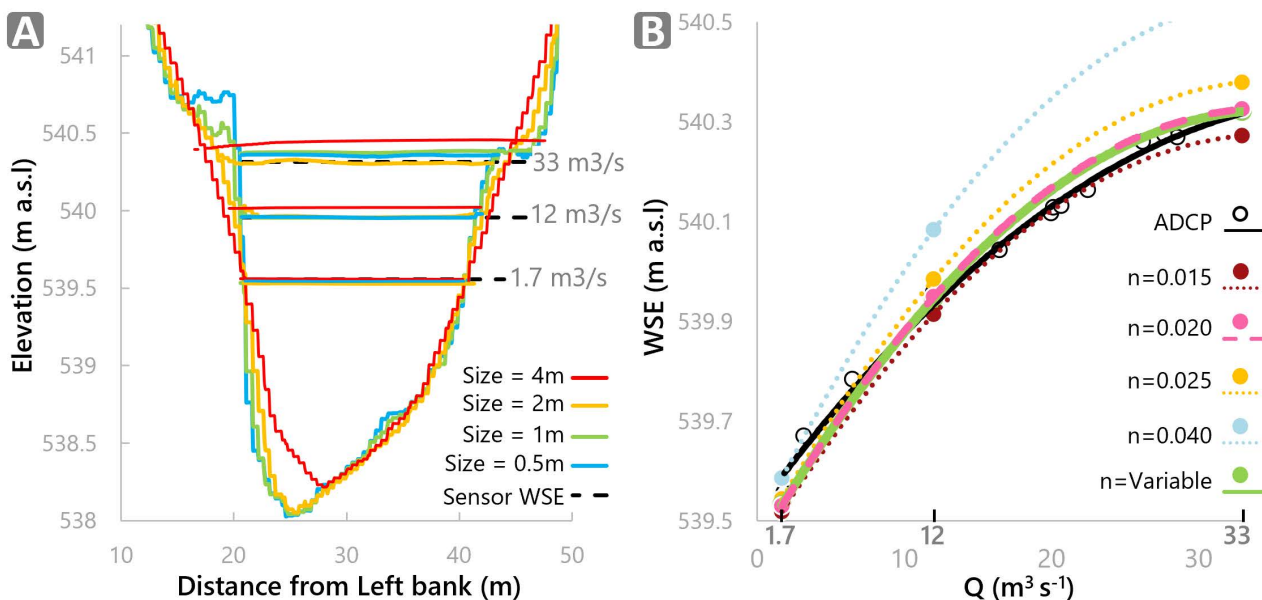 A
541
540.5
540
539.5
539
538.5
538
10
20
30
40
50
Elevation (m a.s.l)
Distance from Left bank (m)
33 m3/s
12 m3/s
1.7 m3/s
Size = 4m
Size = 2m
Size = 1m
Size = 0.5m
Sensor WSE
B
540.5
540.3
540.1
539.9
539.7
539.5
1.7
12
33
0
10
20
30
WSE (m a.s.l)
Q (m³ s⁻¹)
ADCP
n=0.015
n=0.020
n=0.025
n=0.040
n=Variable